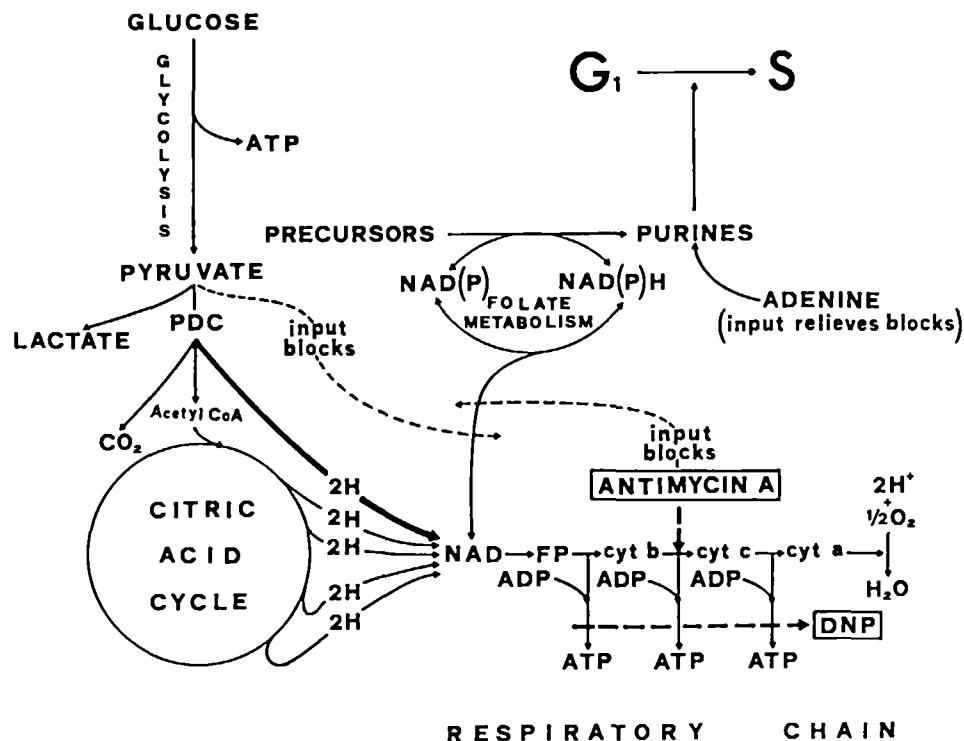 GLUCOSE
GLYCOLYSIS
ATP
G₁ S
PRECURSORS PURINES
PYRUVATE
NAD(P) NAD(P)H
FOLATE
METABOLISM
ADENINE
(input relieves blocks)
LACTATE
PDC
input
blocks
Acetyl CoA
CO₂
input
blocks
ANTIMYCIN A
2H⁺
+
½O₂
CITRIC
ACID
CYCLE
2H
2H
2H
2H
2H
NAD FP cyt b cyt c cyt a
ADP ADP ADP
H₂O
DNP
ATP ATP ATP
RESPIRATORY CHAIN